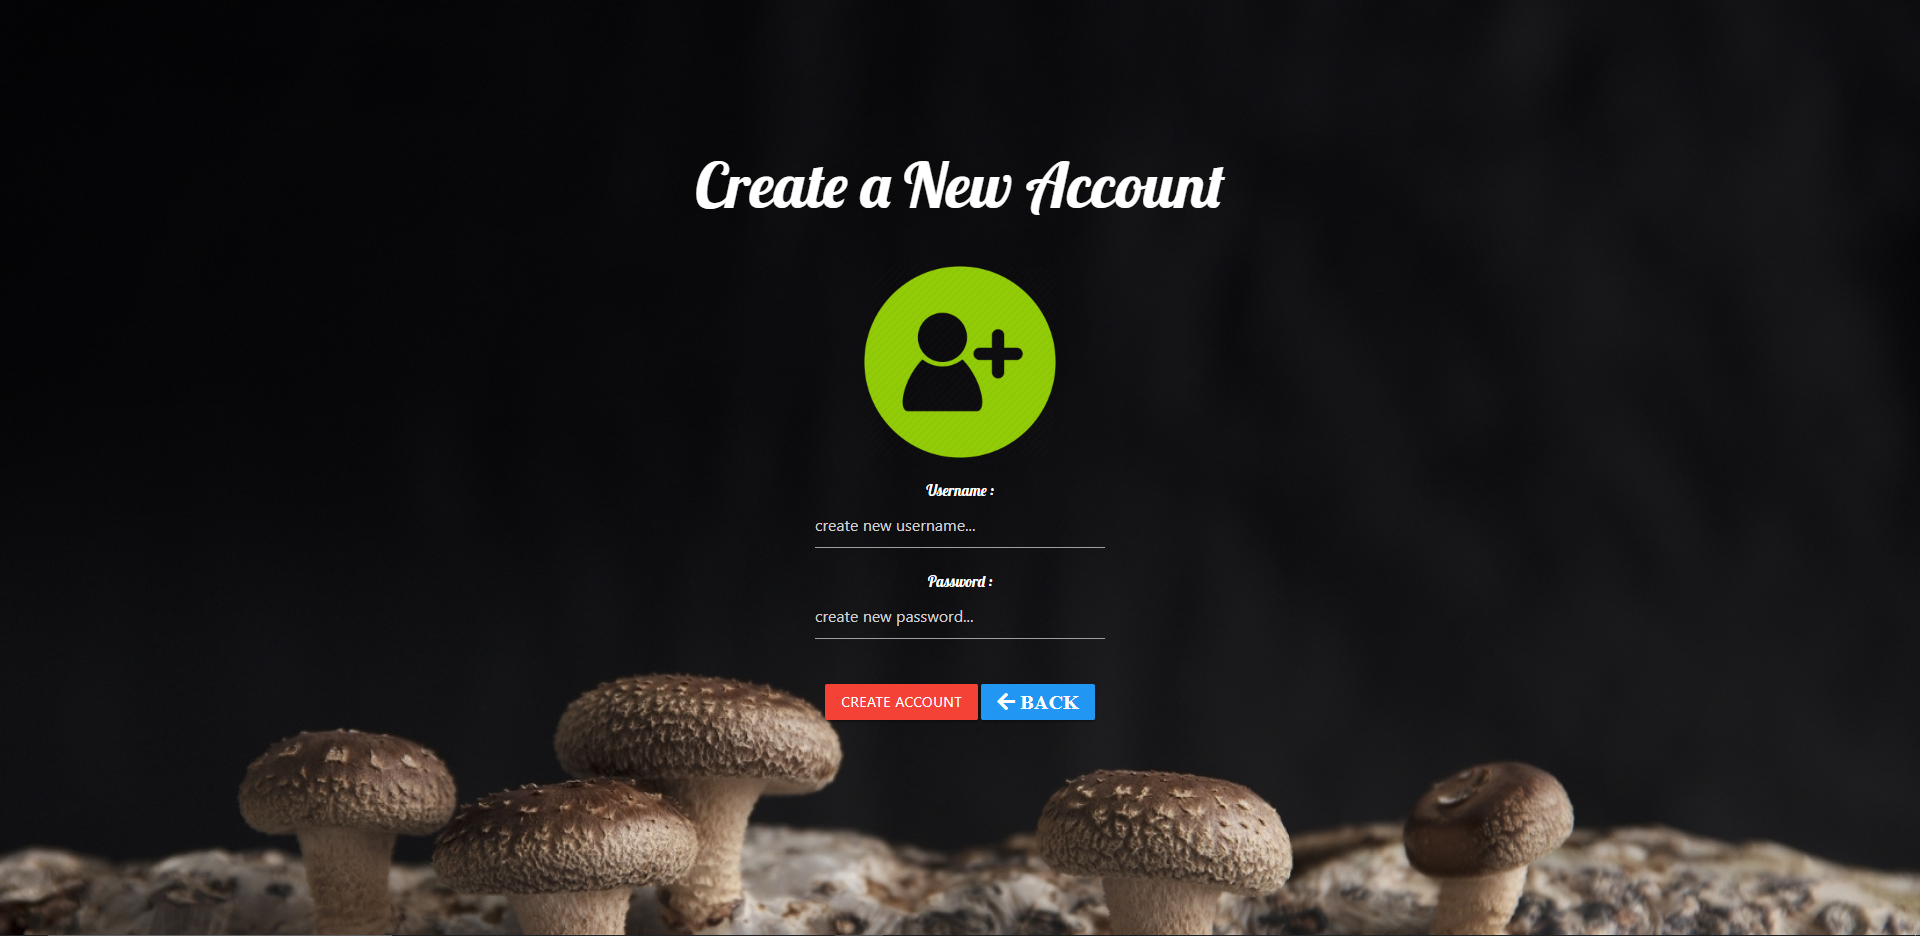 Create a New Account
Username :
create new username...
Password :
create new password...
CREATE ACCOUNT
BACK